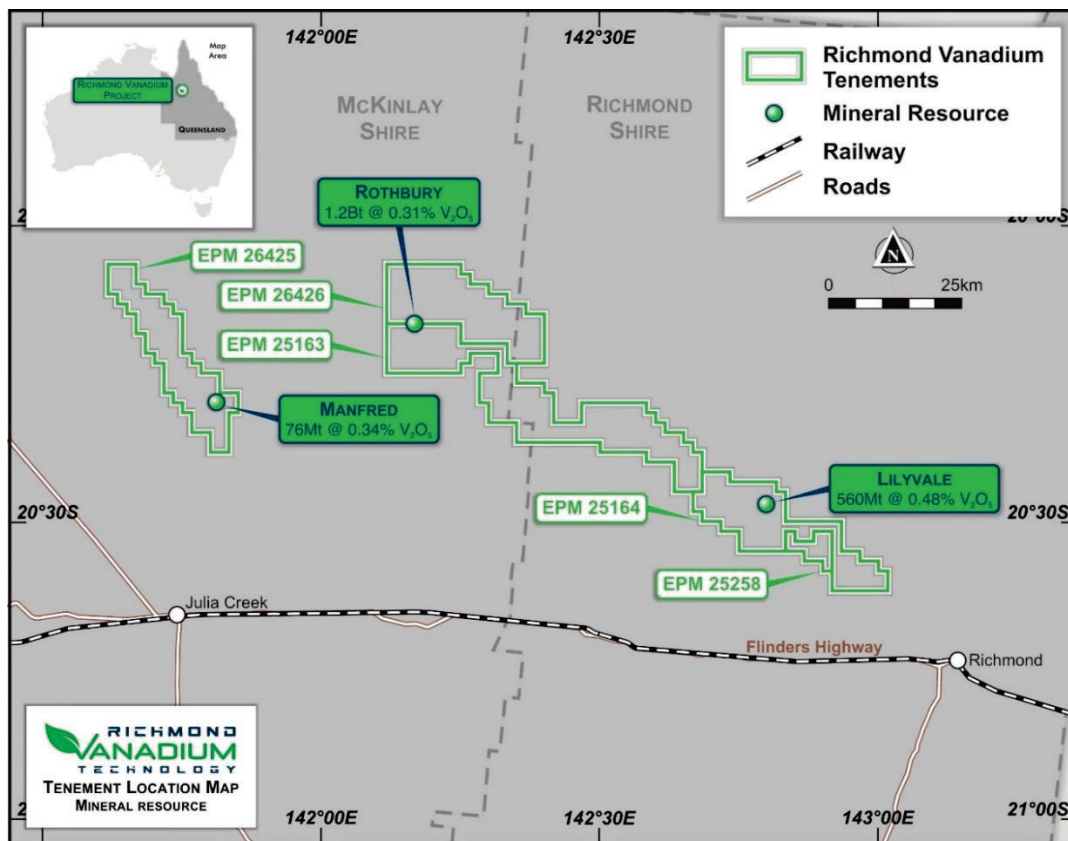 142°00E
142°30E
Map
Area
RICHMOND VANADIUM
PROJECT
QUEENSLAND
MCKINLAY
SHIRE
RICHMOND
SHIRE
Richmond Vanadium
Tenements
Mineral Resource
Railway
Roads
ROTHBURY
1.2Bt @ 0.31% V₂O₅
20°00S
N
0 25km
EPM 26425
EPM 26426
EPM 25163
MANFRED
76Mt @ 0.34% V₂O₅
LILYVALE
560Mt @ 0.48% V₂O₅
EPM 25164
20°30S
20°30S
EPM 25258
Julia Creek
Flinders Highway
Richmond
RICHMOND
VANADIUM
TECHNOLOGY
TENEMENT LOCATION MAP
MINERAL RESOURCE
142°00E
142°30E
143°00E
21°00S